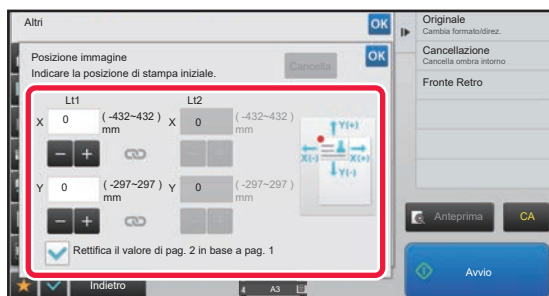 Altri
OK
Posizione immagine
Indicare la posizione di stampa iniziale.
Cancella
OK
Lt1
Lt2
X 0 (-432~432) mm
X 0 (-432~432) mm
- +
- +
Y 0 (-297~297) mm
Y 0 (-297~297) mm
- +
- +
Y(+)
X(-) X(+)
Y(-)
Rettifica il valore di pag. 2 in base a pag. 1
Indietro
4 A3
Originale
Cambia formato/direz.
Cancellazione
Cancella ombra intorno
Fronte Retro
Anteprima
CA
Avvio